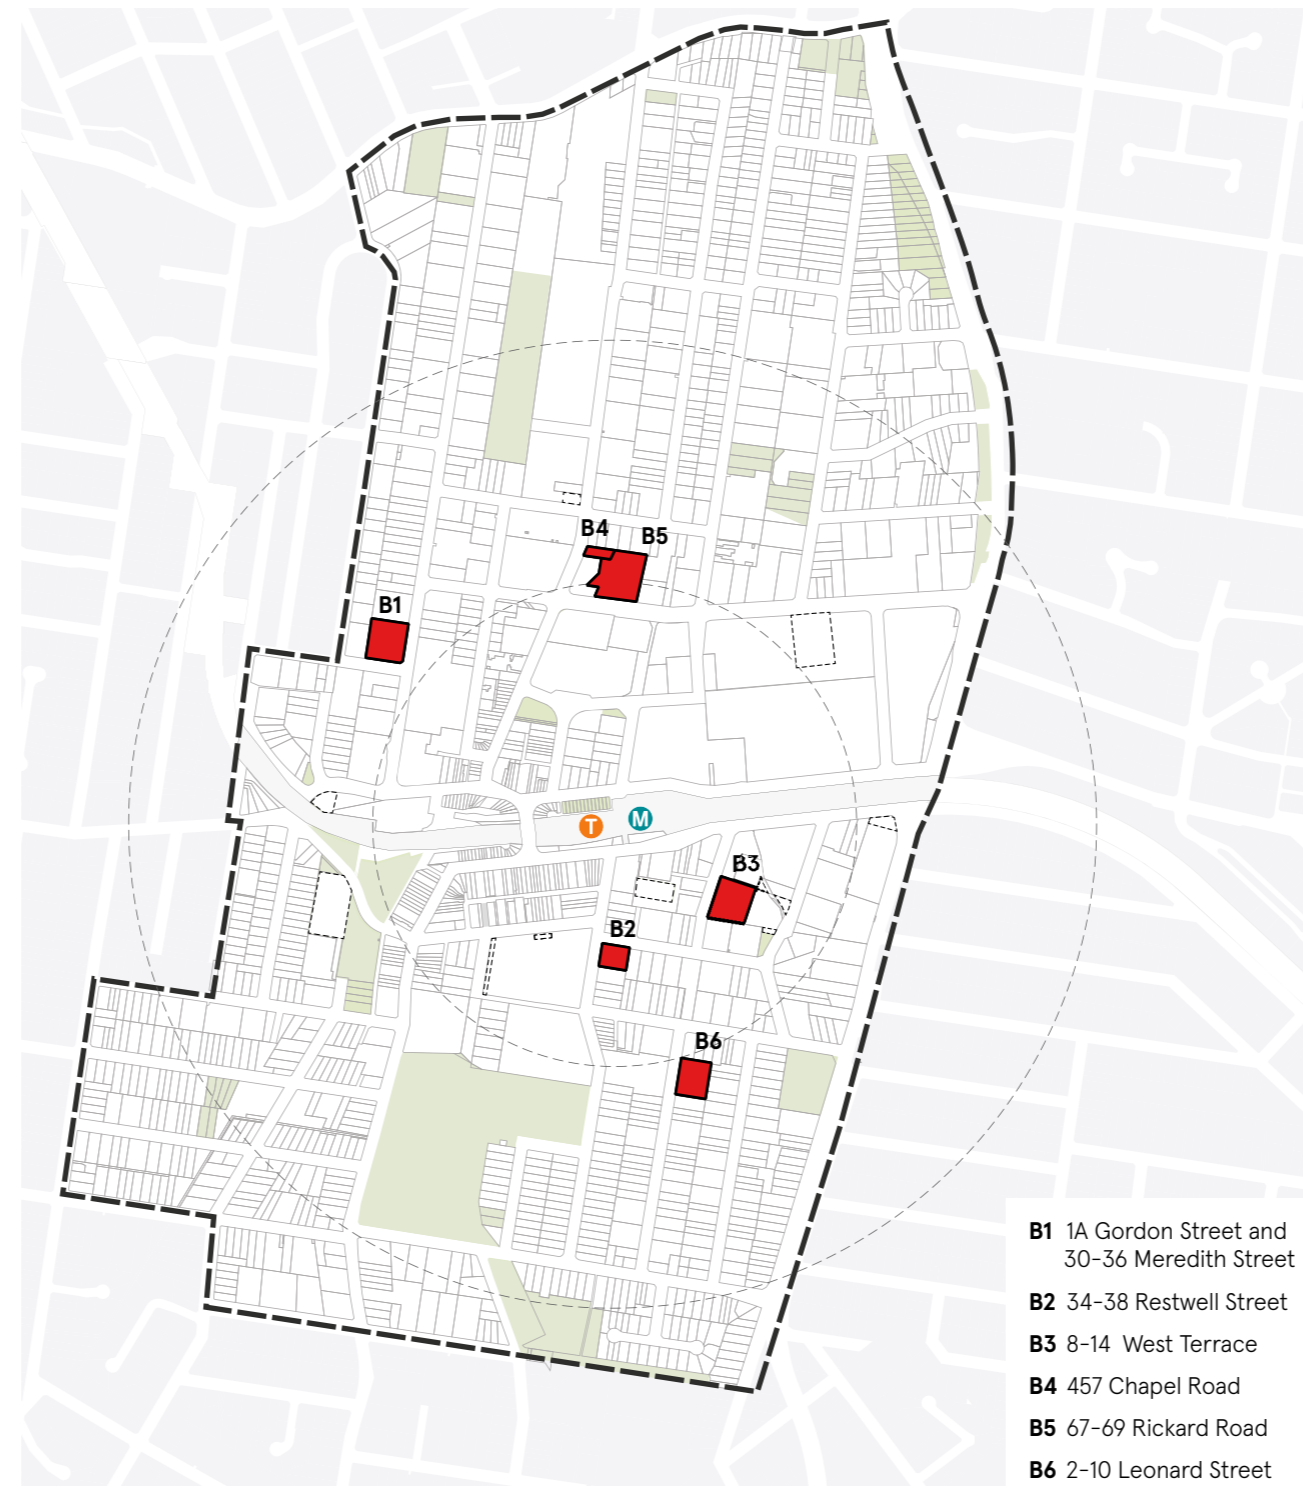 B4
B5
B1
T
M
B3
B2
B6
B1 1A Gordon Street and
30-36 Meredith Street
B2 34-38 Restwell Street
B3 8-14 West Terrace
B4 457 Chapel Road
B5 67-69 Rickard Road
B6 2-10 Leonard Street